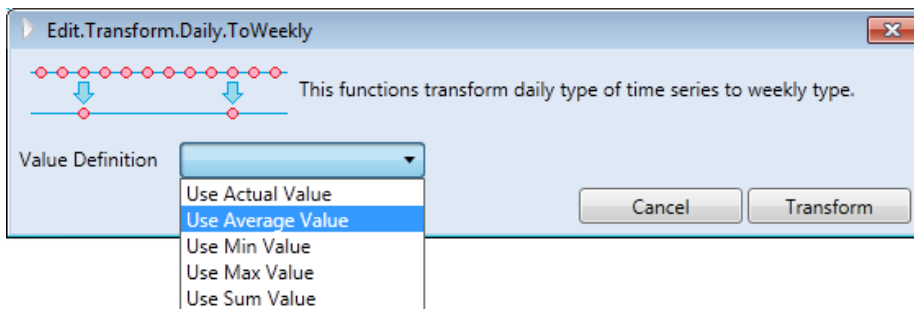 Edit.Transform.Daily.ToWeekly
This functions transform daily type of time series to weekly type.
Value Definition
Use Actual Value
Use Average Value
Use Min Value
Use Max Value
Use Sum Value
Cancel Transform